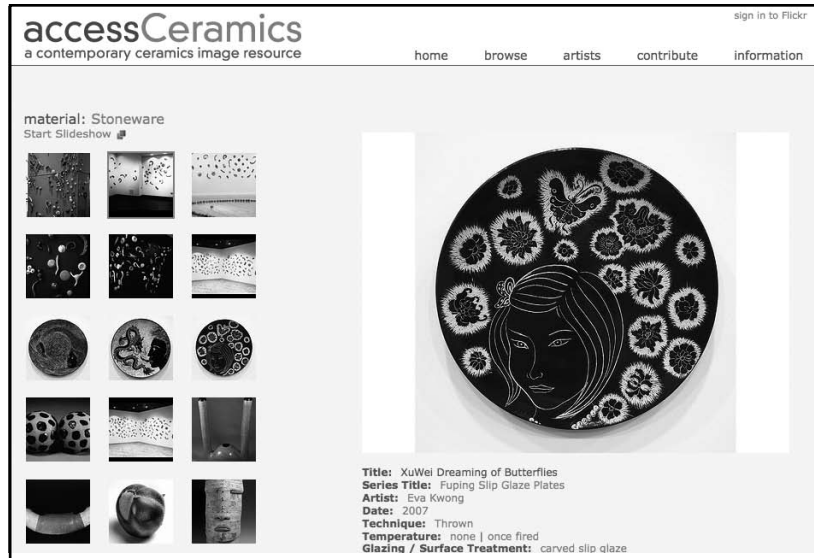 sign in to Flickr
accessCeramics
a contemporary ceramics image resource
home browse artists contribute information
material: Stoneware
Start Slideshow
Title: XuWei Dreaming of Butterflies
Series Title: Fuping Slip Glaze Plates
Artist: Eva Kwong
Date: 2007
Technique: Thrown
Temperature: none | once fired
Glazing / Surface Treatment: carved slip glaze